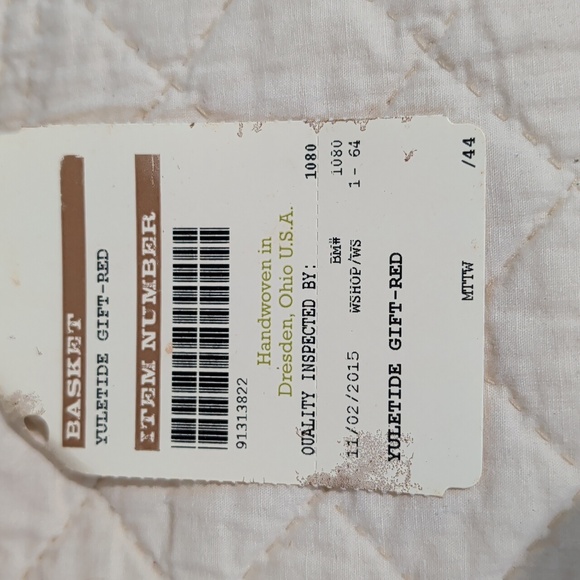 BASKET
YULETIDE GIFT-RED
ITEM NUMBER
91313822
Handwoven in
Dresden, Ohio U.S.A.
QUALITY INSPECTED BY: 1080
BM# 1080
11/02/2015 WSHOP/WS 1 - 64
YULETIDE GIFT-RED
MTTW /44